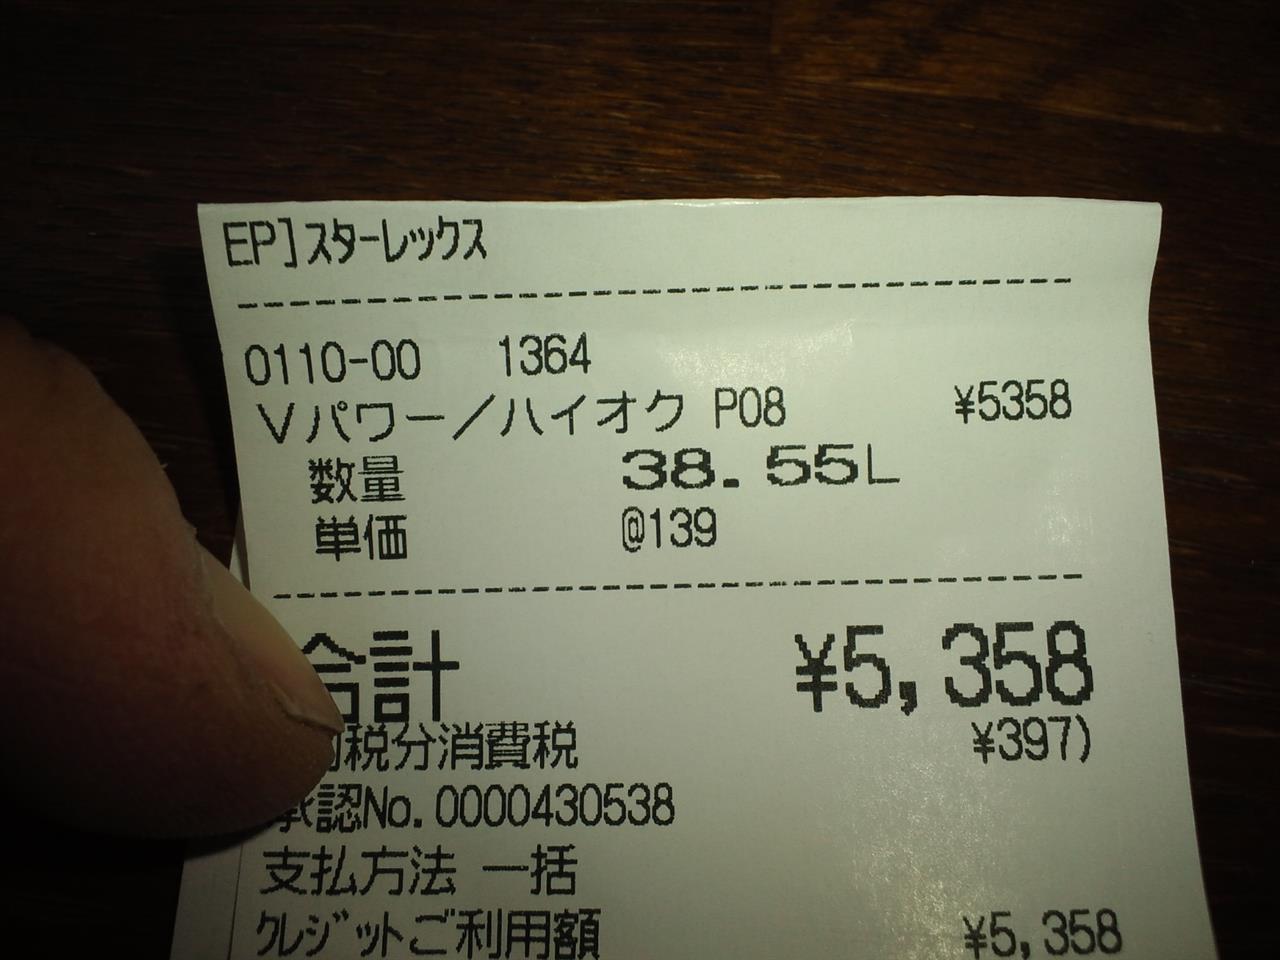 EP]スターレックス
0110-00 1364
Vパワー／ハイオク P08 ¥5358
数量 38.55L
単価 @139
合計 ¥5,358
内税分消費税 ¥397)
承認No.0000430538
支払方法 一括
クレジットご利用額 ¥5,358